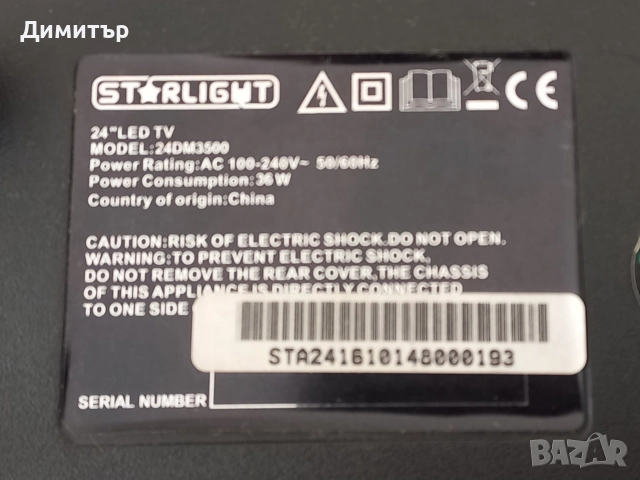 Димитър
STARLIGHT
24"LED TV
MODEL:24DM3500
Power Rating:AC 100-240V~ 50/60Hz
Power Consumption:36W
Country of origin:China
CAUTION:RISK OF ELECTRIC SHOCK.DO NOT OPEN.
WARNING:TO PREVENT ELECTRIC SHOCK,
DO NOT REMOVE THE REAR COVER,THE CHASSIS
OF THIS APPLIANCE IS DIRECTLY CONNECTED
TO ONE SIDE
STA241610148000193
SERIAL NUMBER
BAZAR